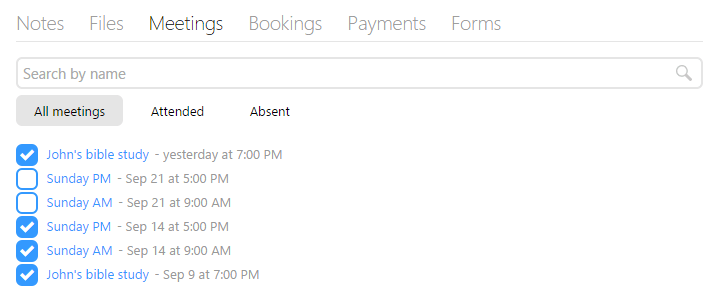 Notes Files Meetings Bookings Payments Forms
Search by name
All meetings Attended Absent
John's bible study - yesterday at 7:00 PM
Sunday PM - Sep 21 at 5:00 PM
Sunday AM - Sep 21 at 9:00 AM
Sunday PM - Sep 14 at 5:00 PM
Sunday AM - Sep 14 at 9:00 AM
John's bible study - Sep 9 at 7:00 PM